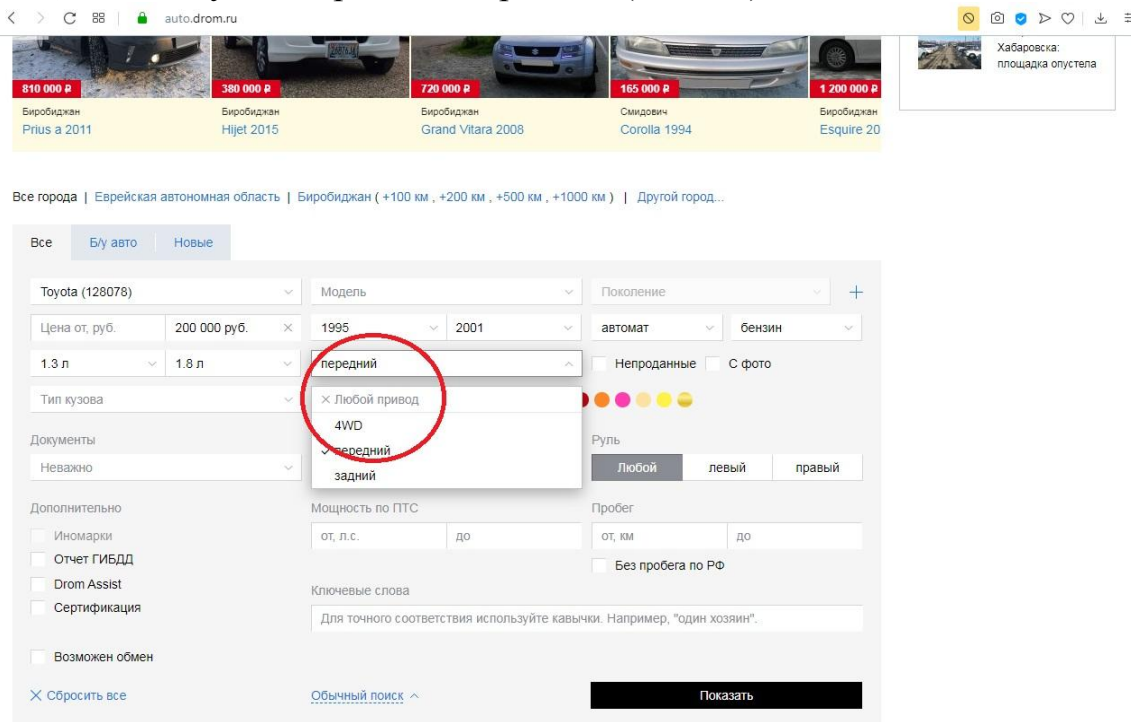 auto.drom.ru
Хабаровска:
площадка опустела
810 000 ₽ 380 000 ₽ 720 000 ₽ 165 000 ₽ 1 200 000 ₽
Биробиджан Биробиджан Биробиджан Смидович Биробиджан
Prius a 2011 Hijet 2015 Grand Vitara 2008 Corolla 1994 Esquire 20
Все города | Еврейская автономная область | Биробиджан ( +100 км , +200 км , +500 км , +1000 км ) | Другой город...
Все Б/у авто Новые
Toyota (128078) Модель Поколение +
Цена от, руб. 200 000 руб. × 1995 2001 автомат бензин
1.3 л 1.8 л передний Непроданные С фото
Тип кузова × Любой привод
4WD
Документы ✓ передний Руль
Неважно задний Любой левый правый
Дополнительно Мощность по ПТС Пробег
Иномарки от, л.с. до от, км до
Отчет ГИБДД Без пробега по РФ
Drom Assist Ключевые слова
Сертификация Для точного соответствия используйте кавычки. Например, "один хозяин".
Возможен обмен
× Сбросить все Обычный поиск Показать